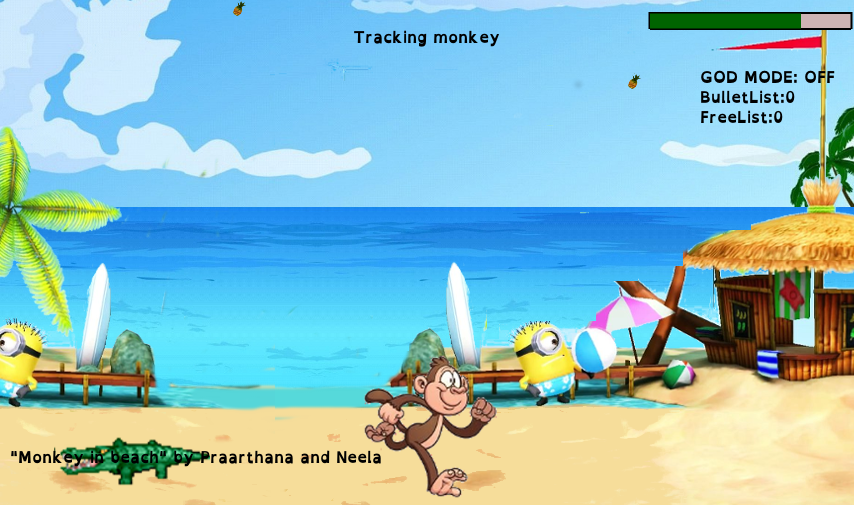 Tracking monkey
GOD MODE: OFF
BulletList:0
FreeList:0
"Monkey in beach" by Praarthana and Neela